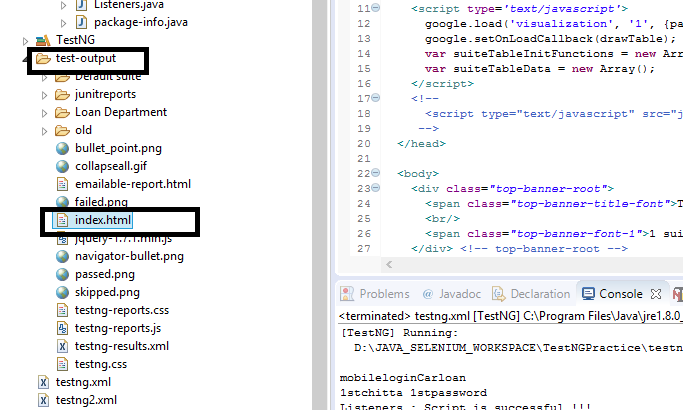 Listeners.java
package-info.java
TestNG
test-output
Default suite
junitreports
Loan Department
old
bullet_point.png
collapseall.gif
emailable-report.html
failed.png
index.html
jquery-1.7.1.min.js
navigator-bullet.png
passed.png
skipped.png
testng-reports.css
testng-reports.js
testng-results.xml
testng.css
testng.xml
testng2.xml
11 <script type='text/javascript'>
12 google.load('visualization', '1', {pa
13 google.setOnLoadCallback(drawTable);
14 var suiteTableInitFunctions = new Arr
15 var suiteTableData = new Array();
16 </script>
17 <!--
18 <script type="text/javascript" src="j
19 -->
20 </head>
21
22 <body>
23 <div class="top-banner-root">
24 <span class="top-banner-title-font">T
25 <br/>
26 <span class="top-banner-font-1">1 sui
27 </div> <!-- top-banner-root -->
Problems @ Javadoc Declaration Console
<terminated> testng.xml [TestNG] C:\Program Files\Java\jre1.8.0_
[TestNG] Running:
D:\JAVA_SELENIUM_WORKSPACE\TestNGPractice\testn
mobileloginCarloan
1stchitta 1stpassword
Listeners : Script is successful !!!